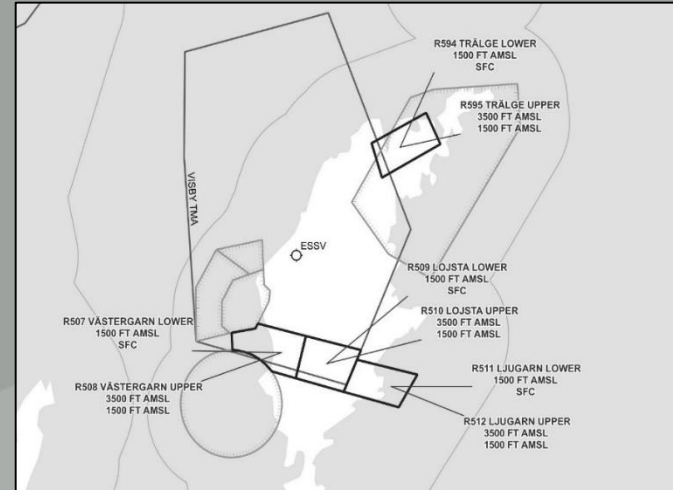 R594 TRÄLGE LOWER
1500 FT AMSL
SFC
R595 TRÄLGE UPPER
3500 FT AMSL
1500 FT AMSL
VISBY TMA
ESSV
R509 LOJSTA LOWER
1500 FT AMSL
SFC
R510 LOJSTA UPPER
3500 FT AMSL
1500 FT AMSL
R507 VÄSTERGARN LOWER
1500 FT AMSL
SFC
R508 VÄSTERGARN UPPER
3500 FT AMSL
1500 FT AMSL
R511 LJUGARN LOWER
1500 FT AMSL
SFC
R512 LJUGARN UPPER
3500 FT AMSL
1500 FT AMSL